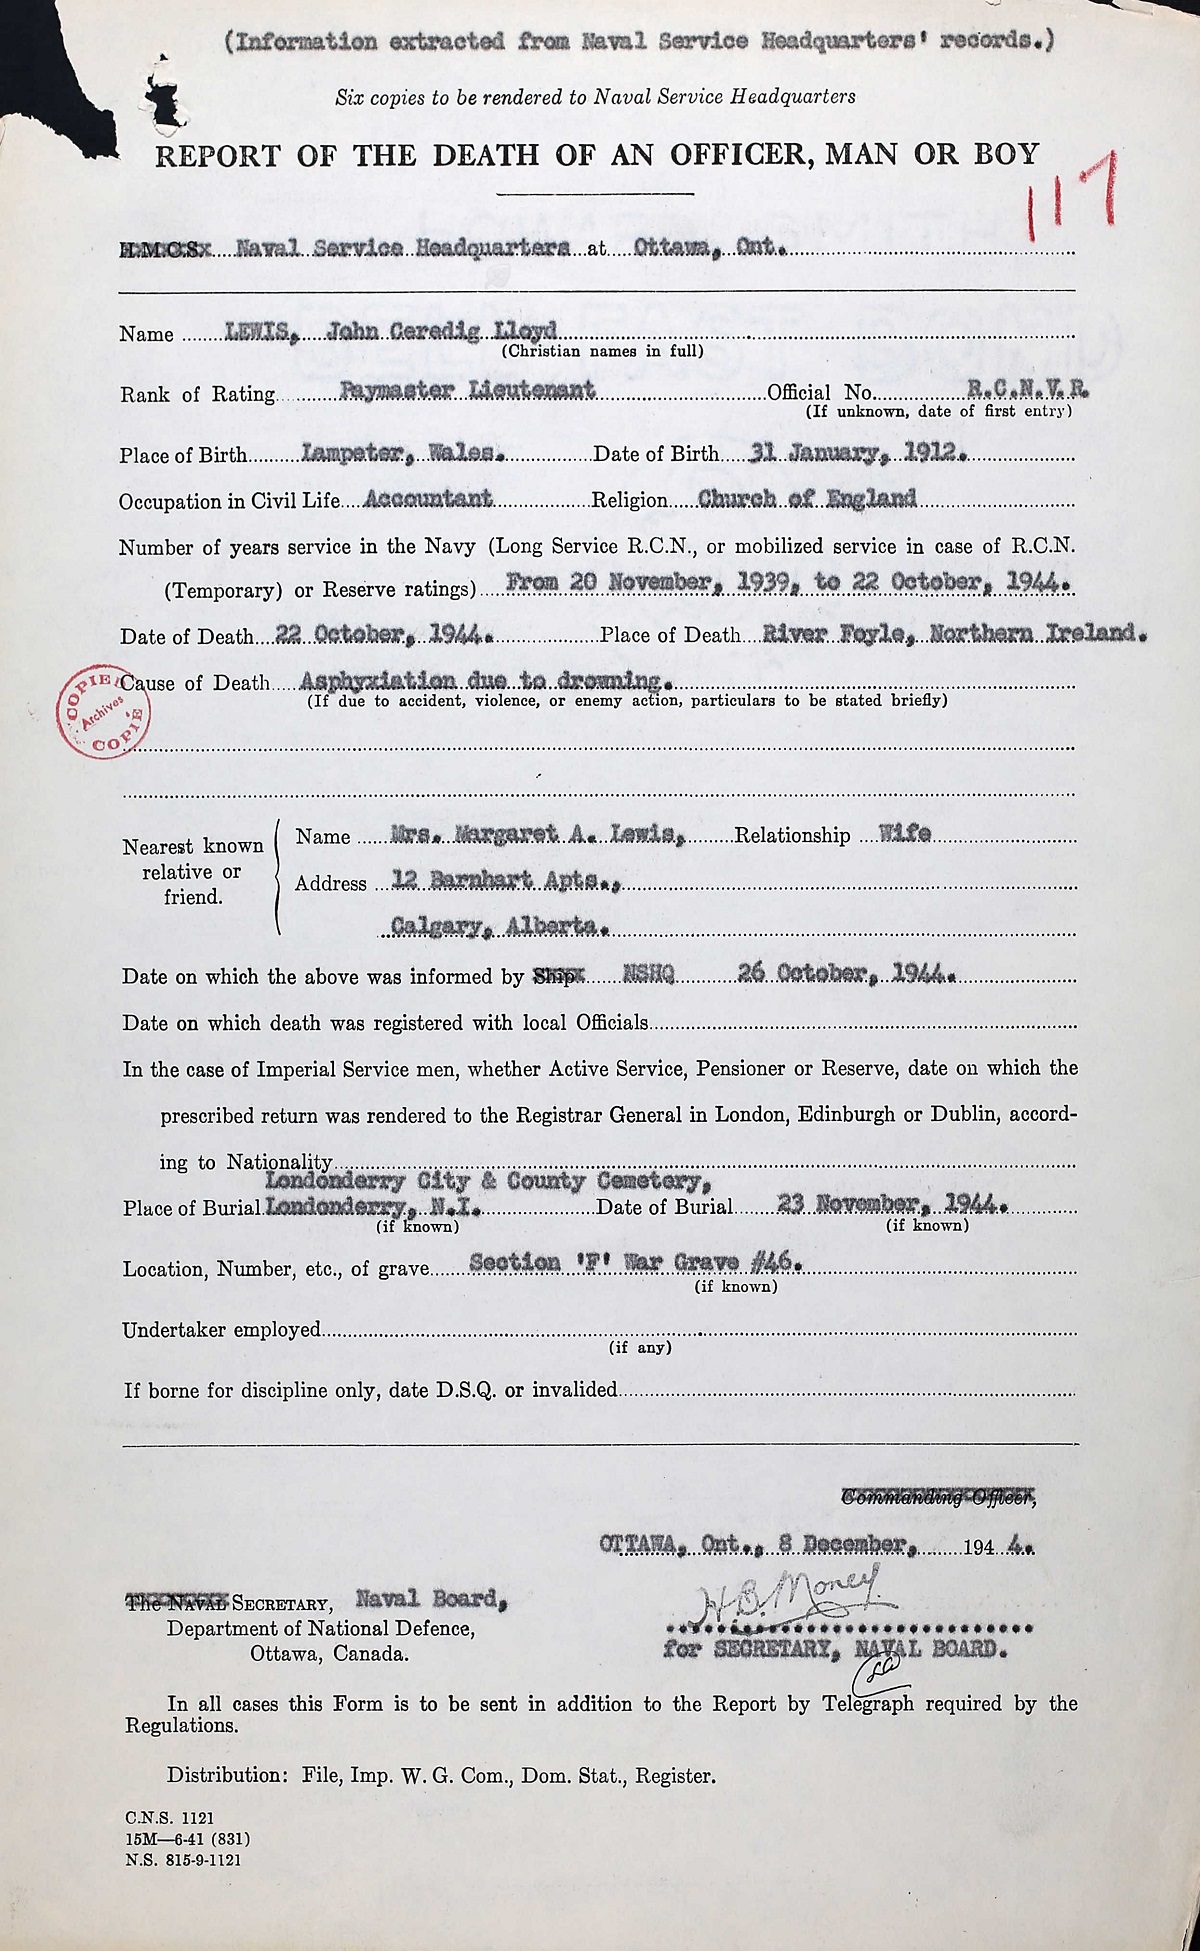 (Information extracted from Naval Service Headquarters' records.)
Six copies to be rendered to Naval Service Headquarters
REPORT OF THE DEATH OF AN OFFICER, MAN OR BOY
117
H.M.C.S. Naval Service Headquarters at Ottawa, Ont.
Name LEWIS, John Ceredig Lloyd
(Christian names in full)
Rank of Rating Paymaster Lieutenant Official No. R.C.N.V.R.
(If unknown, date of first entry)
Place of Birth Lampeter, Wales. Date of Birth 31 January, 1912.
Occupation in Civil Life Accountant Religion Church of England
Number of years service in the Navy (Long Service R.C.N., or mobilized service in case of R.C.N.
(Temporary) or Reserve ratings) From 20 November, 1939, to 22 October, 1944.
Date of Death 22 October, 1944. Place of Death River Foyle, Northern Ireland.
Cause of Death Asphyxiation due to drowning.
(If due to accident, violence, or enemy action, particulars to be stated briefly)
COPIED Archives COPIÉ
Nearest known relative or friend.
Name Mrs. Margaret A. Lewis, Relationship Wife
Address 12 Barnhart Apts.,
Calgary, Alberta.
Date on which the above was informed by Ship NSHQ 26 October, 1944.
Date on which death was registered with local Officials
In the case of Imperial Service men, whether Active Service, Pensioner or Reserve, date on which the
prescribed return was rendered to the Registrar General in London, Edinburgh or Dublin, accord-
ing to Nationality
Londonderry City & County Cemetery,
Place of Burial Londonderry, N.I. Date of Burial 23 November, 1944.
(if known) (if known)
Location, Number, etc., of grave Section 'F' War Grave #46.
(if known)
Undertaker employed
(if any)
If borne for discipline only, date D.S.Q. or invalided
Commanding Officer,
OTTAWA, Ont., 8 December, 1944.
H.B. Money
The NAVAL SECRETARY, Naval Board,
Department of National Defence,
Ottawa, Canada.
for SECRETARY, NAVAL BOARD.
In all cases this Form is to be sent in addition to the Report by Telegraph required by the
Regulations.
Distribution: File, Imp. W. G. Com., Dom. Stat., Register.
C.N.S. 1121
15M—6-41 (831)
N.S. 815-9-1121